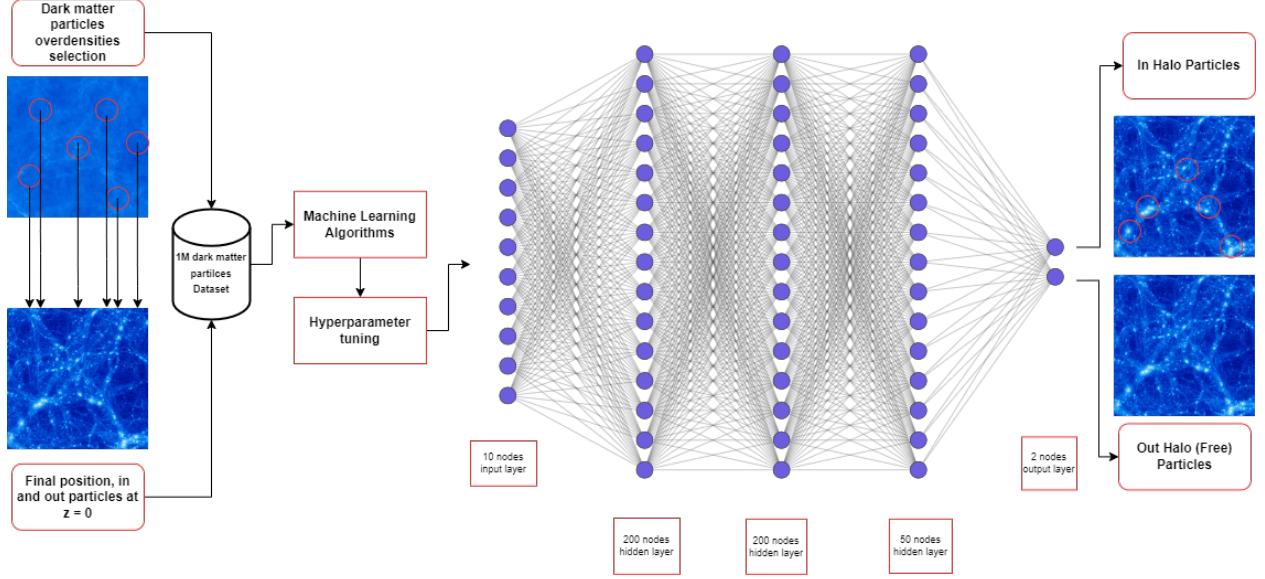 Dark matter
particles
overdensities
selection
1M dark matter
partilces
Dataset
Final position, in
and out particles at
z = 0
Machine Learning
Algorithms
Hyperparameter
tuning
10 nodes
input layer
200 nodes
hidden layer
200 nodes
hidden layer
50 nodes
hidden layer
2 nodes
output layer
In Halo Particles
Out Halo (Free)
Particles